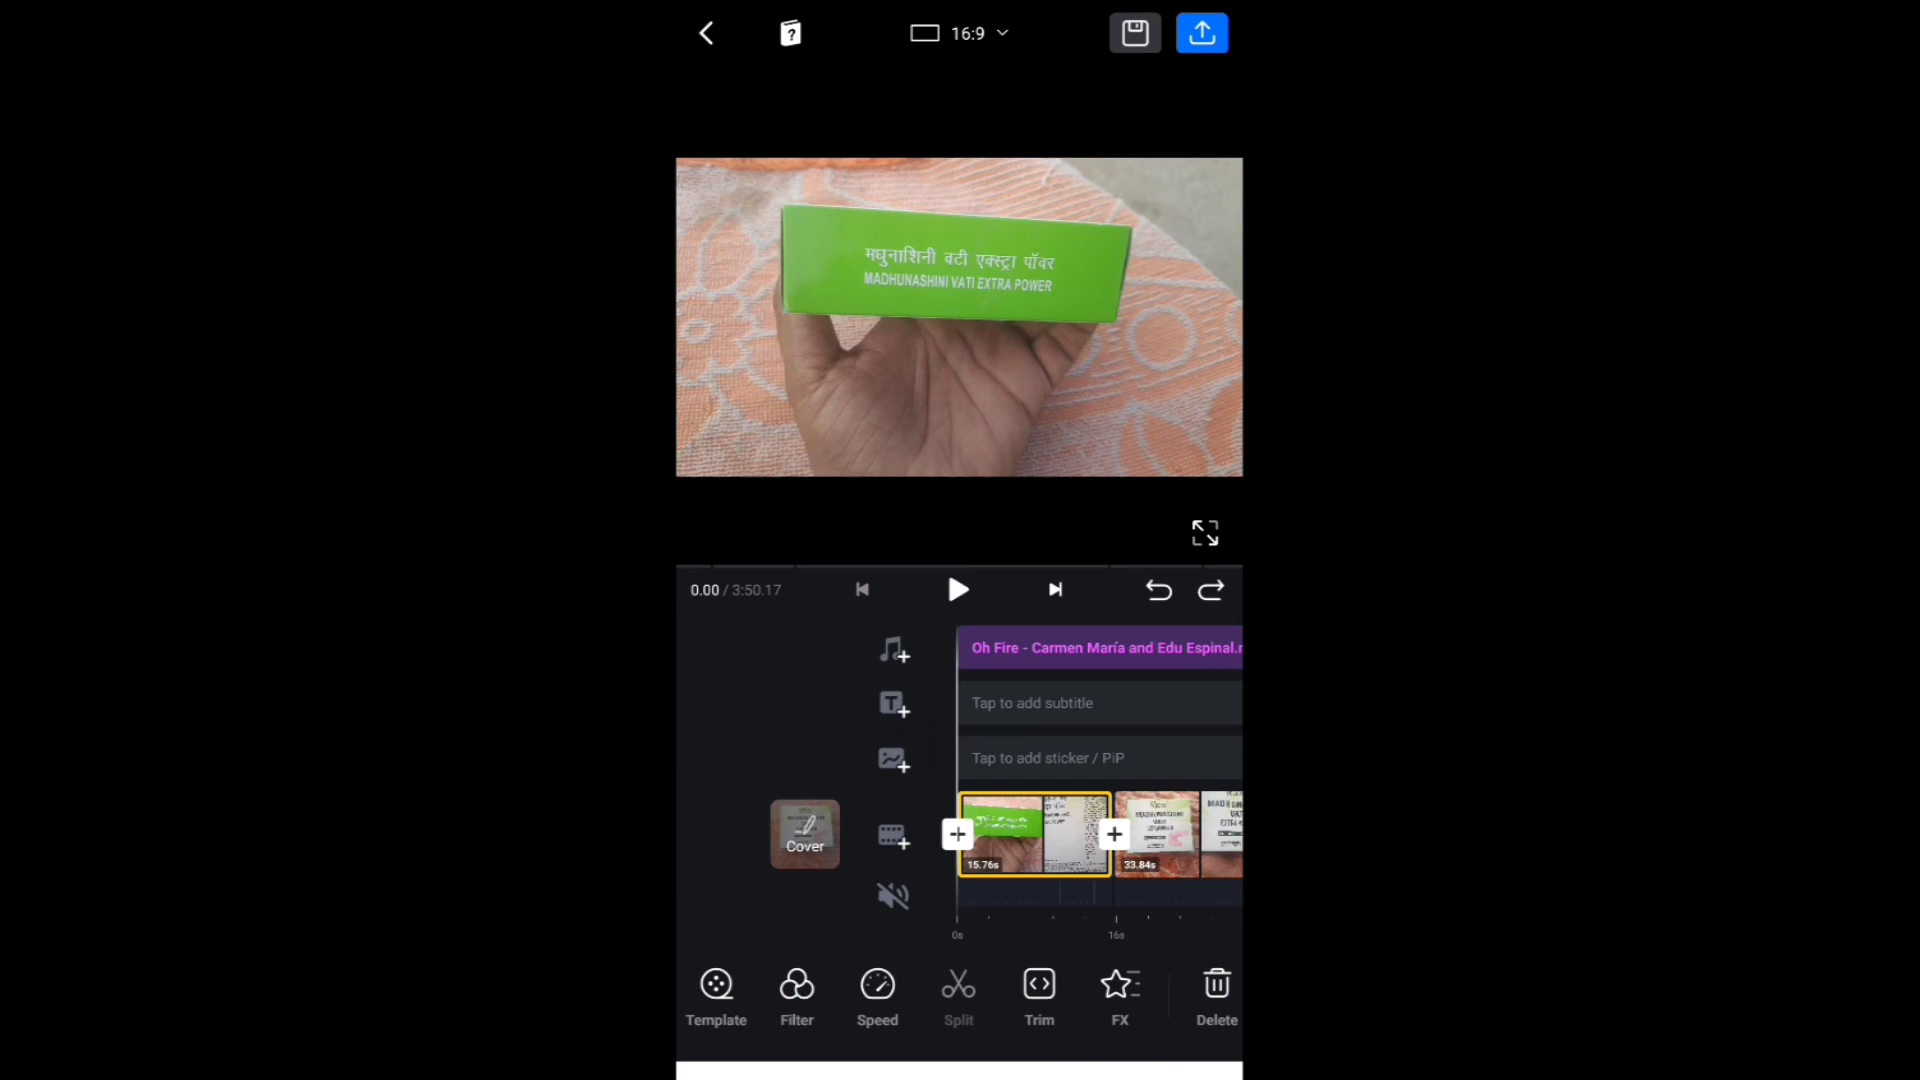 16:9
मधुनाशिनी वटी एक्स्ट्रा पॉवर
MADHUNASHINI VATI EXTRA POWER
0.00 / 3:50.17
Oh Fire - Carmen María and Edu Espinal.
Tap to add subtitle
Tap to add sticker / PiP
Cover
15.76s
33.84s
0s
16s
Template
Filter
Speed
Split
Trim
FX
Delete